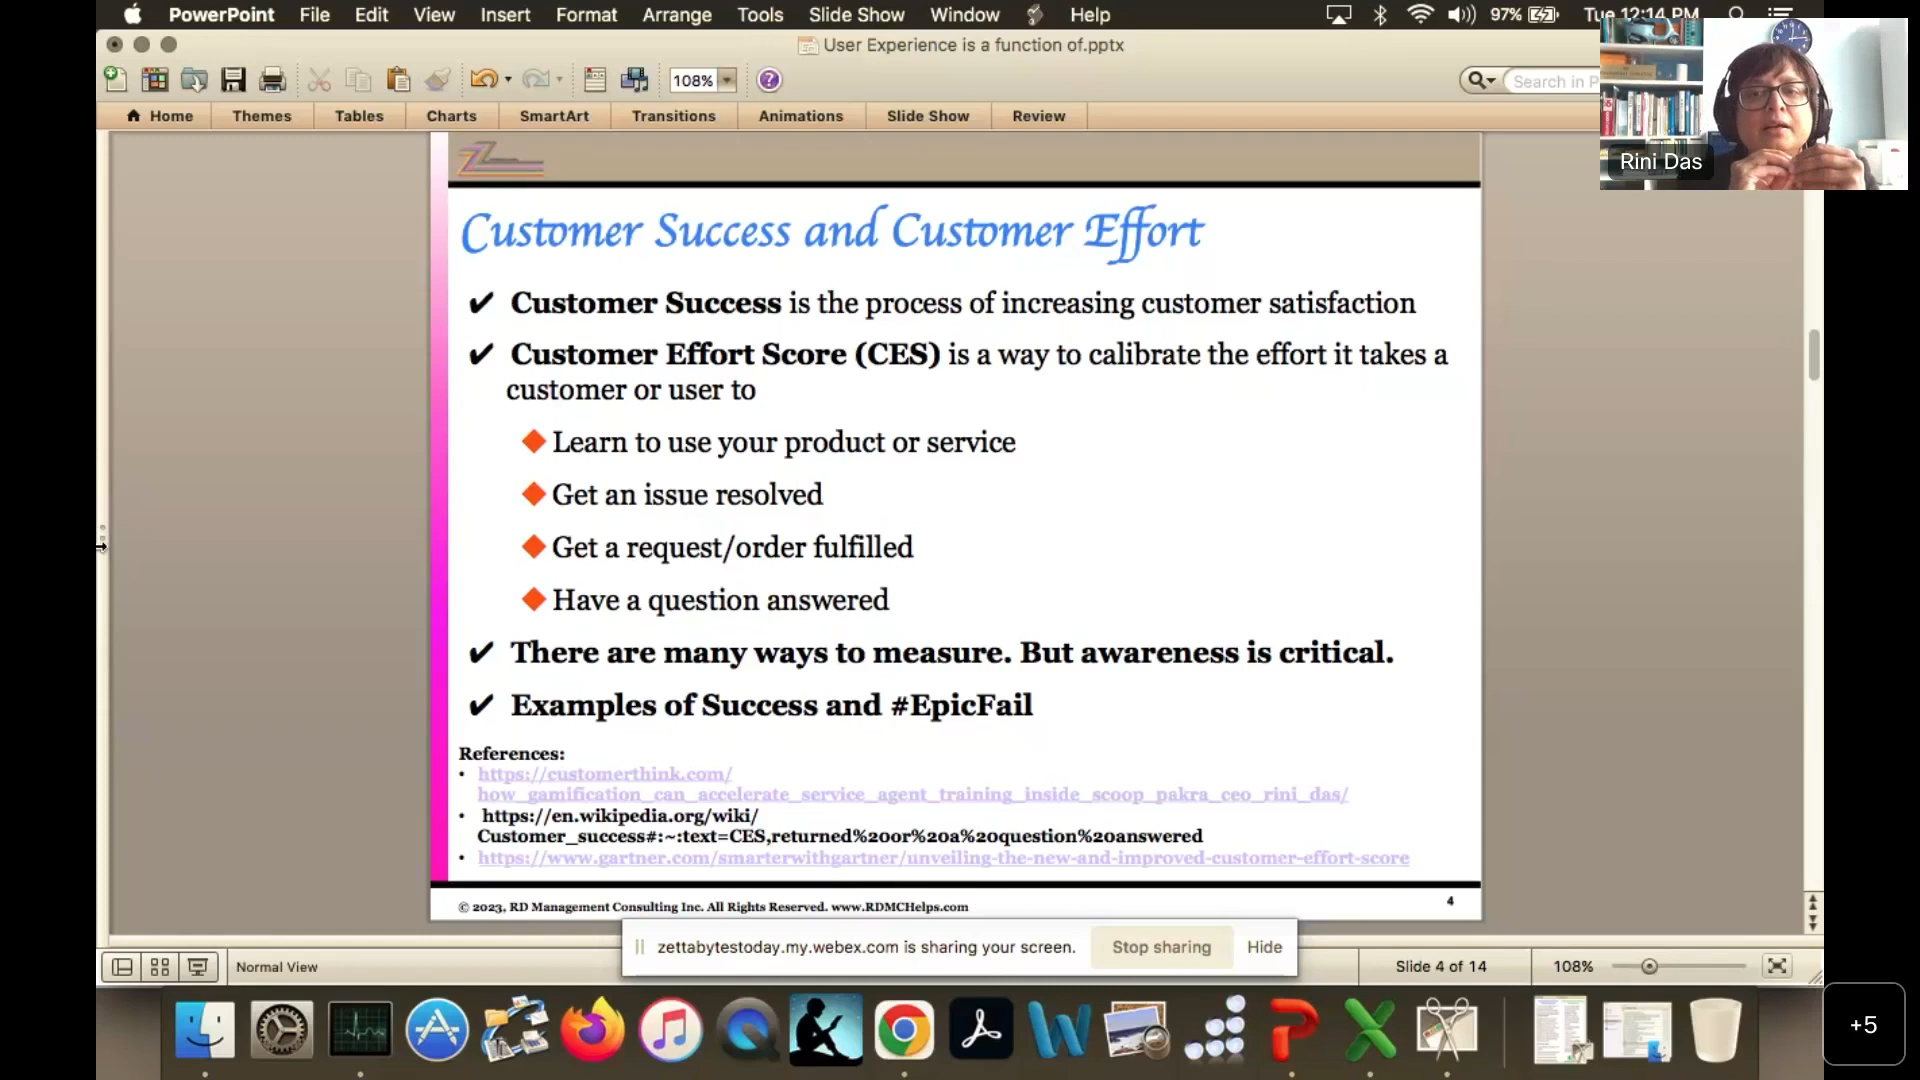 PowerPoint File Edit View Insert Format Arrange Tools Slide Show Window Help 97% Tue 12:14 PM
User Experience is a function of.pptx
108% Search in P
Home Themes Tables Charts SmartArt Transitions Animations Slide Show Review
Rini Das
Customer Success and Customer Effort
✔ Customer Success is the process of increasing customer satisfaction
✔ Customer Effort Score (CES) is a way to calibrate the effort it takes a
customer or user to
◆ Learn to use your product or service
◆ Get an issue resolved
◆ Get a request/order fulfilled
◆ Have a question answered
✔ There are many ways to measure. But awareness is critical.
✔ Examples of Success and #EpicFail
References:
• https://customerthink.com/
how_gamification_can_accelerate_service_agent_training_inside_scoop_pakra_ceo_rini_das/
• https://en.wikipedia.org/wiki/
Customer_success#:~:text=CES,returned%20or%20a%20question%20answered
• https://www.gartner.com/smarterwithgartner/unveiling-the-new-and-improved-customer-effort-score
© 2023, RD Management Consulting Inc. All Rights Reserved. www.RDMCHelps.com 4
zettabytestoday.my.webex.com is sharing your screen. Stop sharing Hide
Normal View Slide 4 of 14 108%
+5